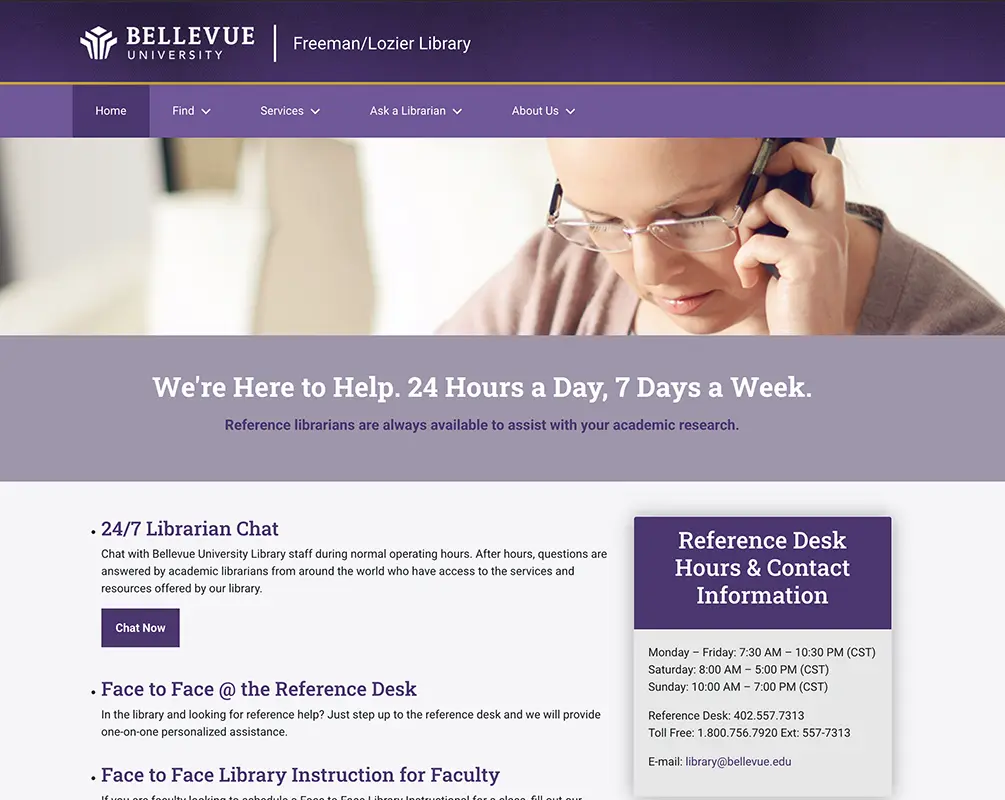 BELLEVUE
UNIVERSITY
Freeman/Lozier Library
Home
Find
Services
Ask a Librarian
About Us
We're Here to Help. 24 Hours a Day, 7 Days a Week.
Reference librarians are always available to assist with your academic research.
24/7 Librarian Chat
Chat with Bellevue University Library staff during normal operating hours. After hours, questions are
answered by academic librarians from around the world who have access to the services and
resources offered by our library.
Chat Now
Face to Face @ the Reference Desk
In the library and looking for reference help? Just step up to the reference desk and we will provide
one-on-one personalized assistance.
Face to Face Library Instruction for Faculty
If you are faculty looking to schedule a Face to Face Library Instructional for a class, fill out our
Reference Desk
Hours & Contact
Information
Monday – Friday: 7:30 AM – 10:30 PM (CST)
Saturday: 8:00 AM – 5:00 PM (CST)
Sunday: 10:00 AM – 7:00 PM (CST)
Reference Desk: 402.557.7313
Toll Free: 1.800.756.7920 Ext: 557-7313
E-mail: library@bellevue.edu